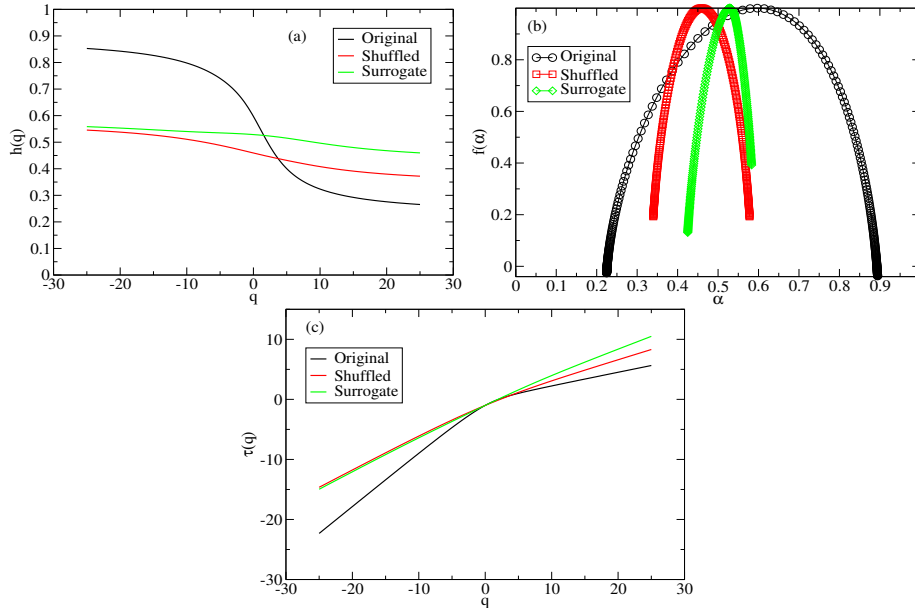 (a)
Original
Shuffled
Surrogate
1
0.9
0.8
0.7
0.6
0.5
0.4
0.3
0.2
0.1
0
h(q)
-30 -20 -10 0 10 20 30
q
(b)
Original
Shuffled
Surrogate
1
0.8
0.6
0.4
0.2
0
f(α)
0 0.1 0.2 0.3 0.4 0.5 0.6 0.7 0.8 0.9 1
α
(c)
Original
Shuffled
Surrogate
10
0
-10
-20
-30
τ(q)
-30 -20 -10 0 10 20 30
q